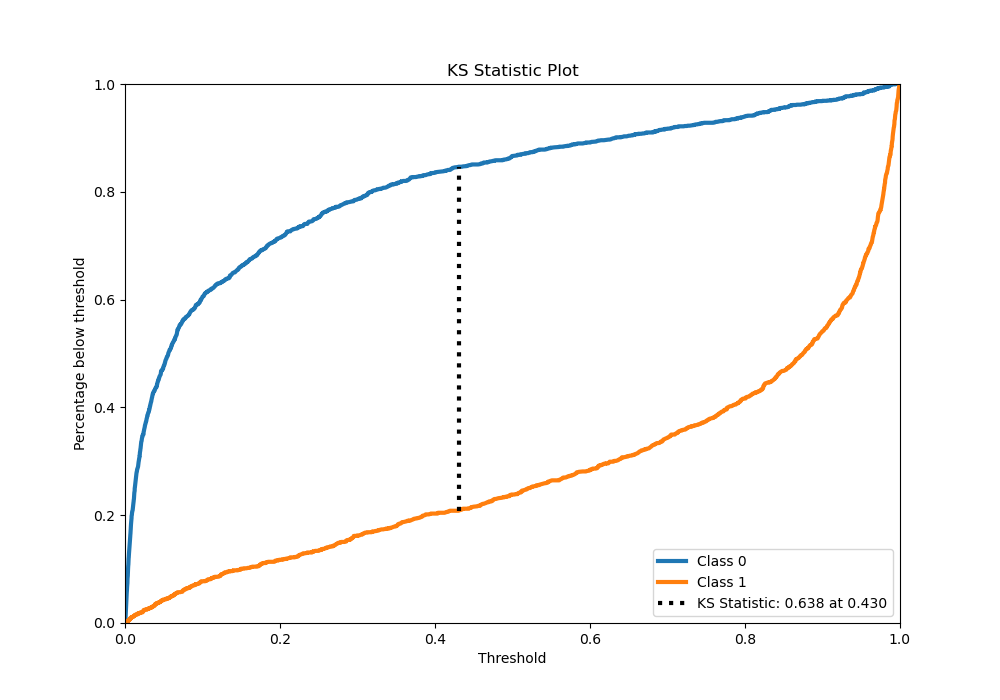 KS Statistic Plot
Percentage below threshold
1.0
0.8
0.6
0.4
0.2
0.0
Class 0
Class 1
KS Statistic: 0.638 at 0.430
0.0 0.2 0.4 0.6 0.8 1.0
Threshold